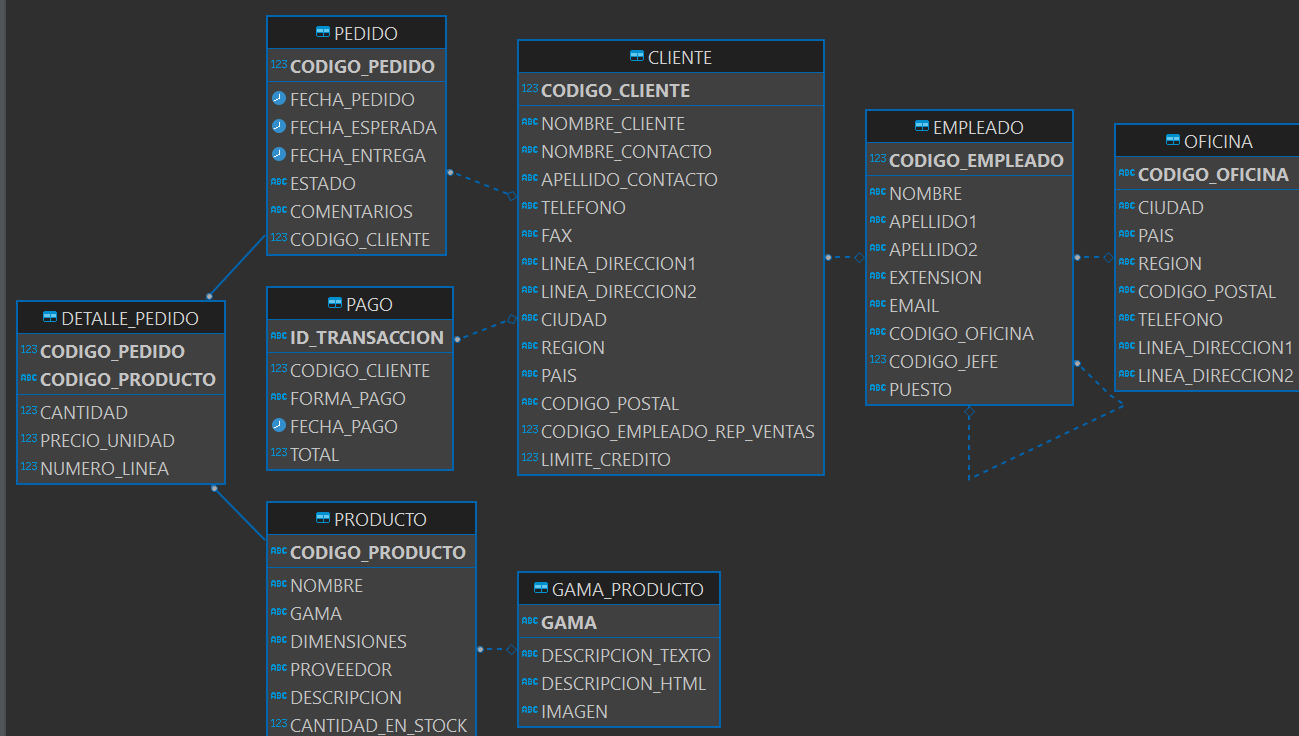 PEDIDO
123 CODIGO_PEDIDO
FECHA_PEDIDO
FECHA_ESPERADA
FECHA_ENTREGA
ABC ESTADO
ABC COMENTARIOS
123 CODIGO_CLIENTE
CLIENTE
123 CODIGO_CLIENTE
ABC NOMBRE_CLIENTE
ABC NOMBRE_CONTACTO
ABC APELLIDO_CONTACTO
ABC TELEFONO
ABC FAX
ABC LINEA_DIRECCION1
ABC LINEA_DIRECCION2
ABC CIUDAD
ABC REGION
ABC PAIS
ABC CODIGO_POSTAL
123 CODIGO_EMPLEADO_REP_VENTAS
123 LIMITE_CREDITO
EMPLEADO
123 CODIGO_EMPLEADO
ABC NOMBRE
ABC APELLIDO1
ABC APELLIDO2
ABC EXTENSION
ABC EMAIL
ABC CODIGO_OFICINA
123 CODIGO_JEFE
ABC PUESTO
OFICINA
ABC CODIGO_OFICINA
ABC CIUDAD
ABC PAIS
ABC REGION
ABC CODIGO_POSTAL
ABC TELEFONO
ABC LINEA_DIRECCION1
ABC LINEA_DIRECCION2
DETALLE_PEDIDO
123 CODIGO_PEDIDO
ABC CODIGO_PRODUCTO
123 CANTIDAD
123 PRECIO_UNIDAD
123 NUMERO_LINEA
PAGO
ABC ID_TRANSACCION
123 CODIGO_CLIENTE
ABC FORMA_PAGO
FECHA_PAGO
123 TOTAL
PRODUCTO
ABC CODIGO_PRODUCTO
ABC NOMBRE
ABC GAMA
ABC DIMENSIONES
ABC PROVEEDOR
ABC DESCRIPCION
123 CANTIDAD_EN_STOCK
GAMA_PRODUCTO
ABC GAMA
ABC DESCRIPCION_TEXTO
ABC DESCRIPCION_HTML
ABC IMAGEN